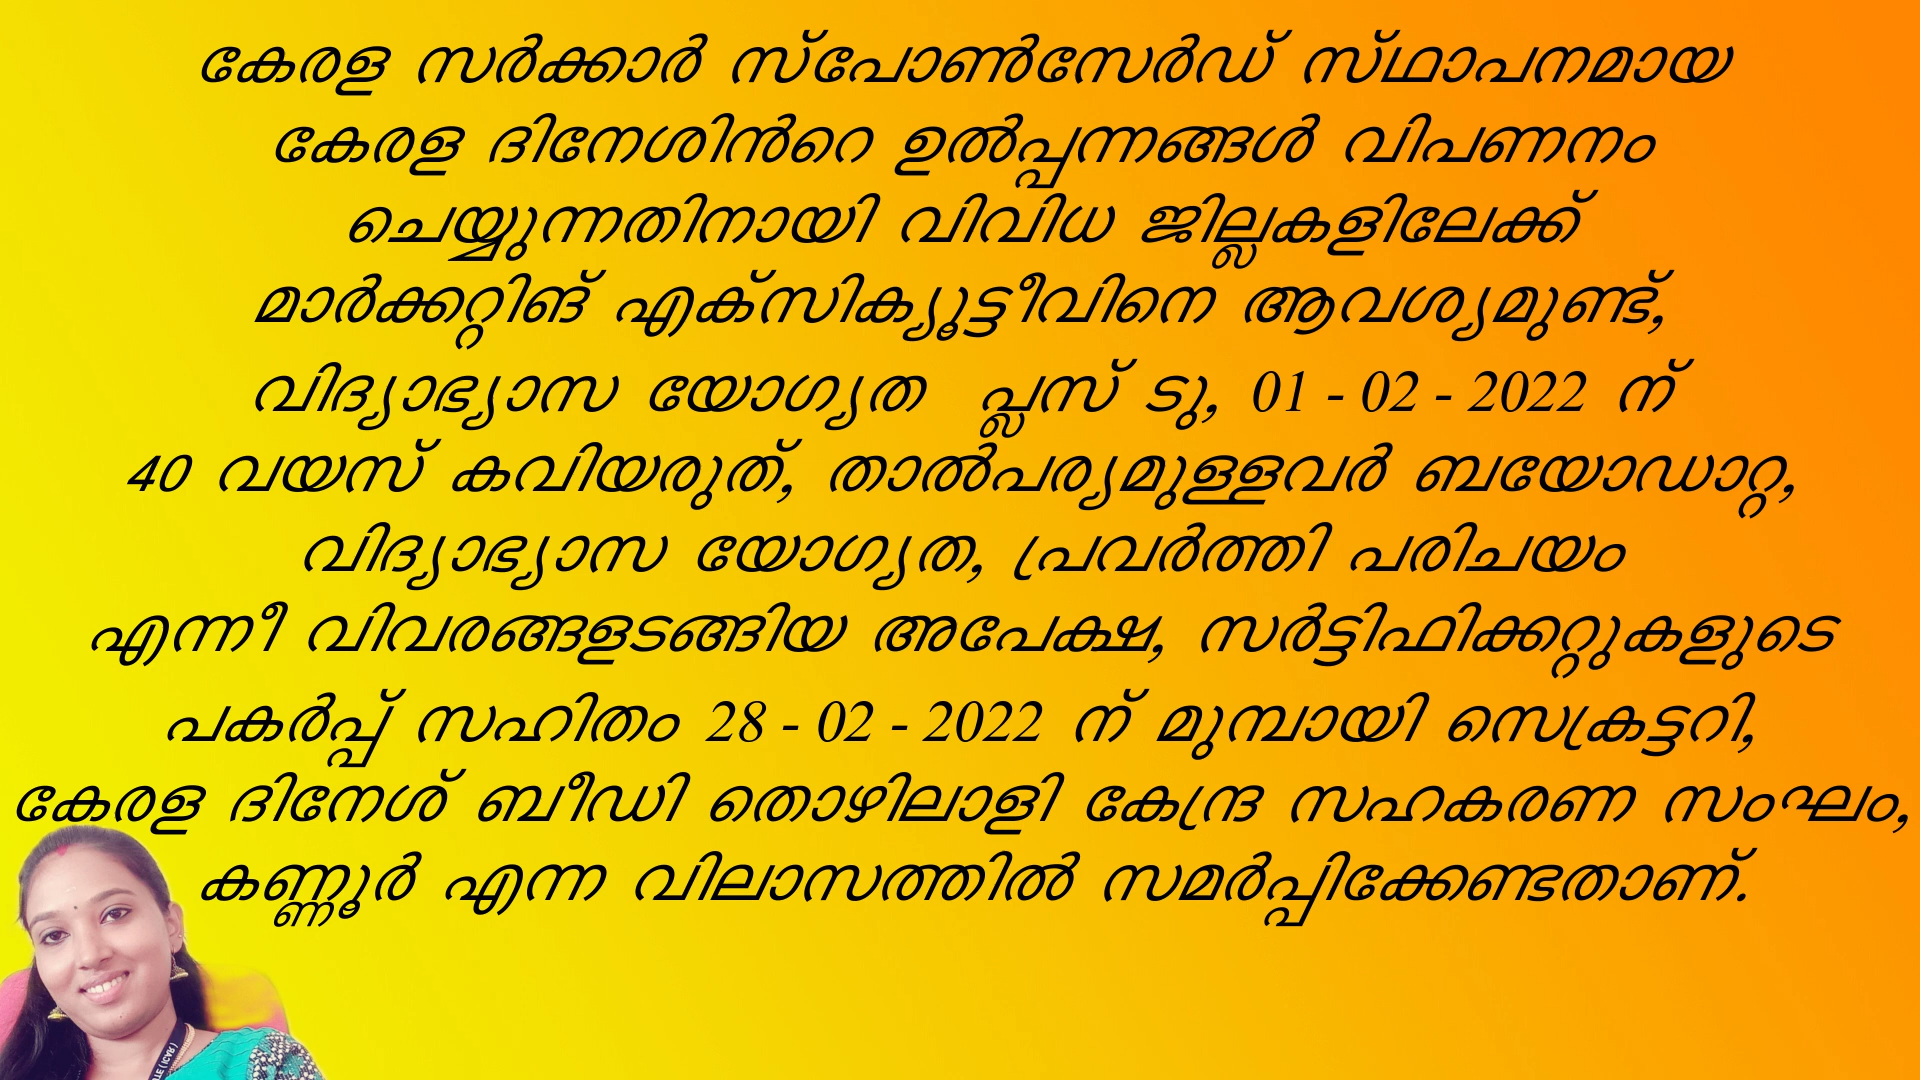 കേരള സർക്കാർ സ്പോൺസേർഡ് സ്ഥാപനമായ
കേരള ദിനേശിൻറെ ഉൽപ്പന്നങ്ങൾ വിപണനം
ചെയ്യുന്നതിനായി വിവിധ ജില്ലകളിലേക്ക്
മാർക്കറ്റിങ് എക്സിക്യൂട്ടീവിനെ ആവശ്യമുണ്ട്,
വിദ്യാഭ്യാസ യോഗ്യത പ്ലസ് ടു, 01 - 02 - 2022 ന്
40 വയസ് കവിയരുത്, താൽപര്യമുള്ളവർ ബയോഡാറ്റ,
വിദ്യാഭ്യാസ യോഗ്യത, പ്രവർത്തി പരിചയം
എന്നീ വിവരങ്ങളടങ്ങിയ അപേക്ഷ, സർട്ടിഫിക്കറ്റുകളുടെ
പകർപ്പ് സഹിതം 28 - 02 - 2022 ന് മുമ്പായി സെക്രട്ടറി,
കേരള ദിനേശ് ബീഡി തൊഴിലാളി കേന്ദ്ര സഹകരണ സംഘം,
കണ്ണൂർ എന്ന വിലാസത്തിൽ സമർപ്പിക്കേണ്ടതാണ്.